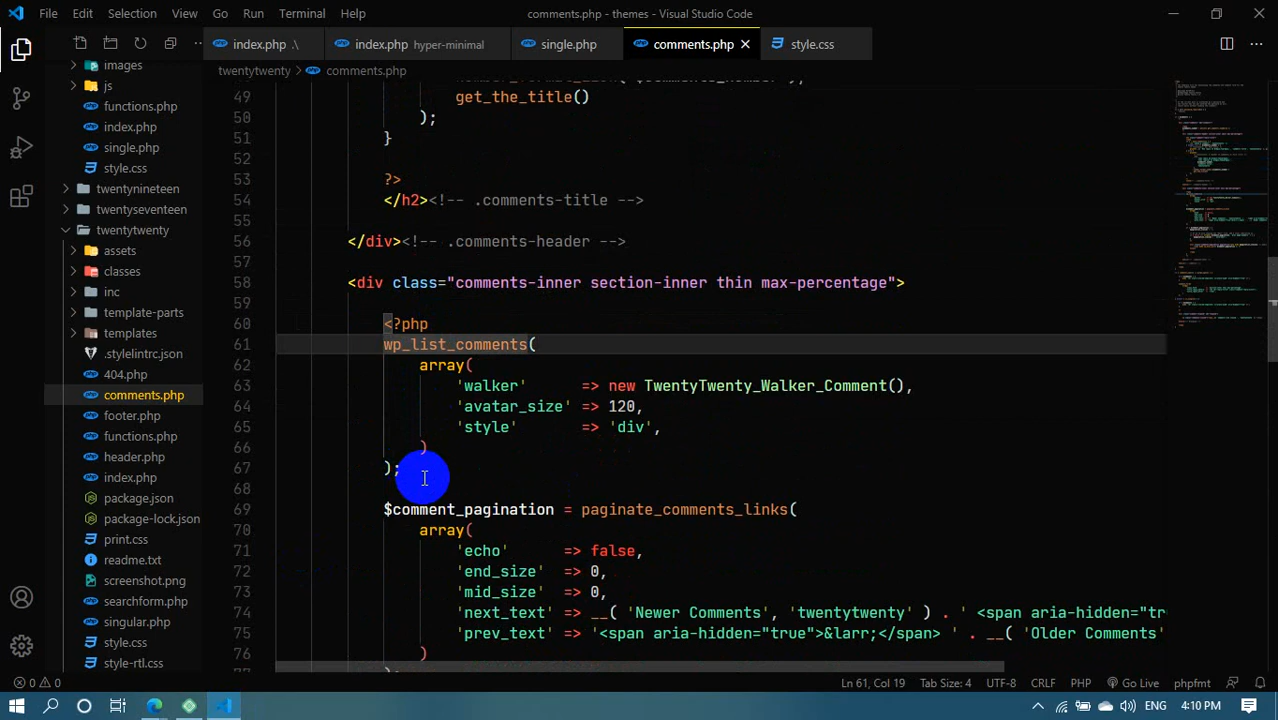 File Edit Selection View Go Run Terminal Help comments.php - themes - Visual Studio Code
index.php .\ index.php hyper-minimal single.php comments.php style.css
twentytwenty > comments.php
images
js
functions.php
index.php
single.php
style.css
twentynineteen
twentyseventeen
twentytwenty
assets
classes
inc
template-parts
templates
.stylelintrc.json
404.php
comments.php
footer.php
functions.php
header.php
index.php
package.json
package-lock.json
print.css
readme.txt
screenshot.png
searchform.php
singular.php
style.css
style-rtl.css
49 get_the_title()
50 );
51 }
52
53 ?>
54 </h2><!-- .comments-title -->
55
56 </div><!-- .comments-header -->
57
58 <div class="comments-inner section-inner thin max-percentage">
59
60 <?php
61 wp_list_comments(
62 array(
63 'walker' => new TwentyTwenty_Walker_Comment(),
64 'avatar_size' => 120,
65 'style' => 'div',
66 )
67 );
68
69 $comment_pagination = paginate_comments_links(
70 array(
71 'echo' => false,
72 'end_size' => 0,
73 'mid_size' => 0,
74 'next_text' => __( 'Newer Comments', 'twentytwenty' ) . ' <span aria-hidden="tr
75 'prev_text' => '<span aria-hidden="true">&larr;</span> ' . __( 'Older Comments'
76 )
0 0 Ln 61, Col 19 Tab Size: 4 UTF-8 CRLF PHP Go Live phpfmt
ENG 4:10 PM